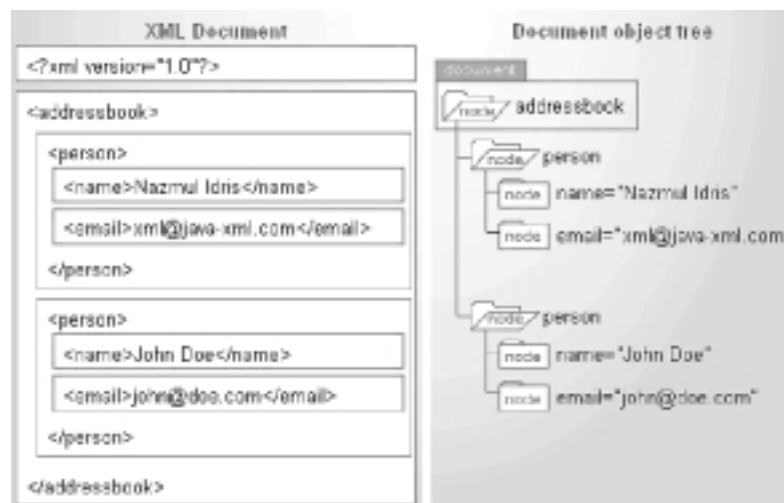 XML Document
<?xml version="1.0"?>
<addressbook>
<person>
<name>Nazmul Idris</name>
<email>xml@java-xml.com</email>
</person>
<person>
<name>John Doe</name>
<email>john@doe.com</email>
</person>
</addressbook>
Document object tree
document
node addressbook
node person
node name="Nazmul Idris"
node email="xml@java-xml.com
node person
node name="John Doe"
node email="john@doe.com"